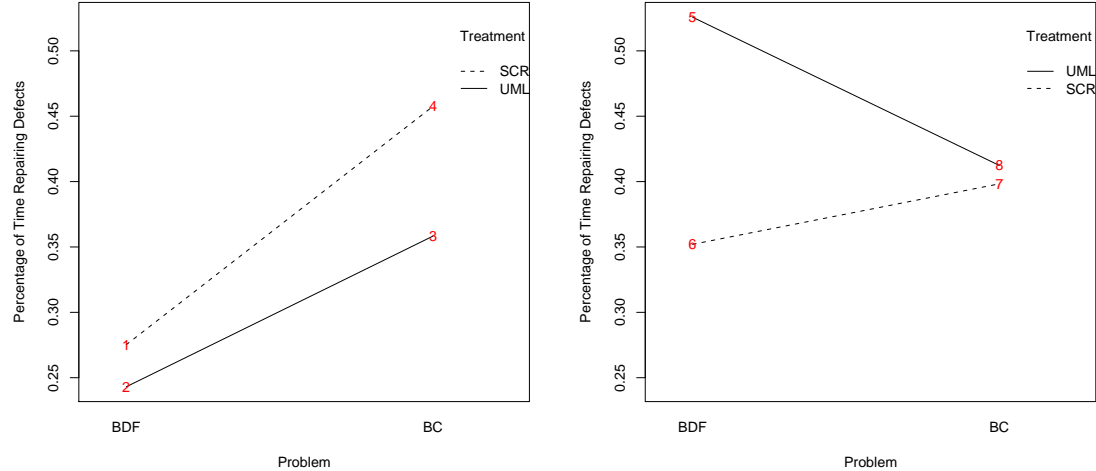 Treatment
SCR
UML
Percentage of Time Repairing Defects
0.50
0.45
0.40
0.35
0.30
0.25
4
3
1
2
BDF
BC
Problem
Treatment
UML
SCR
Percentage of Time Repairing Defects
0.50
0.45
0.40
0.35
0.30
0.25
5
8
7
6
BDF
BC
Problem